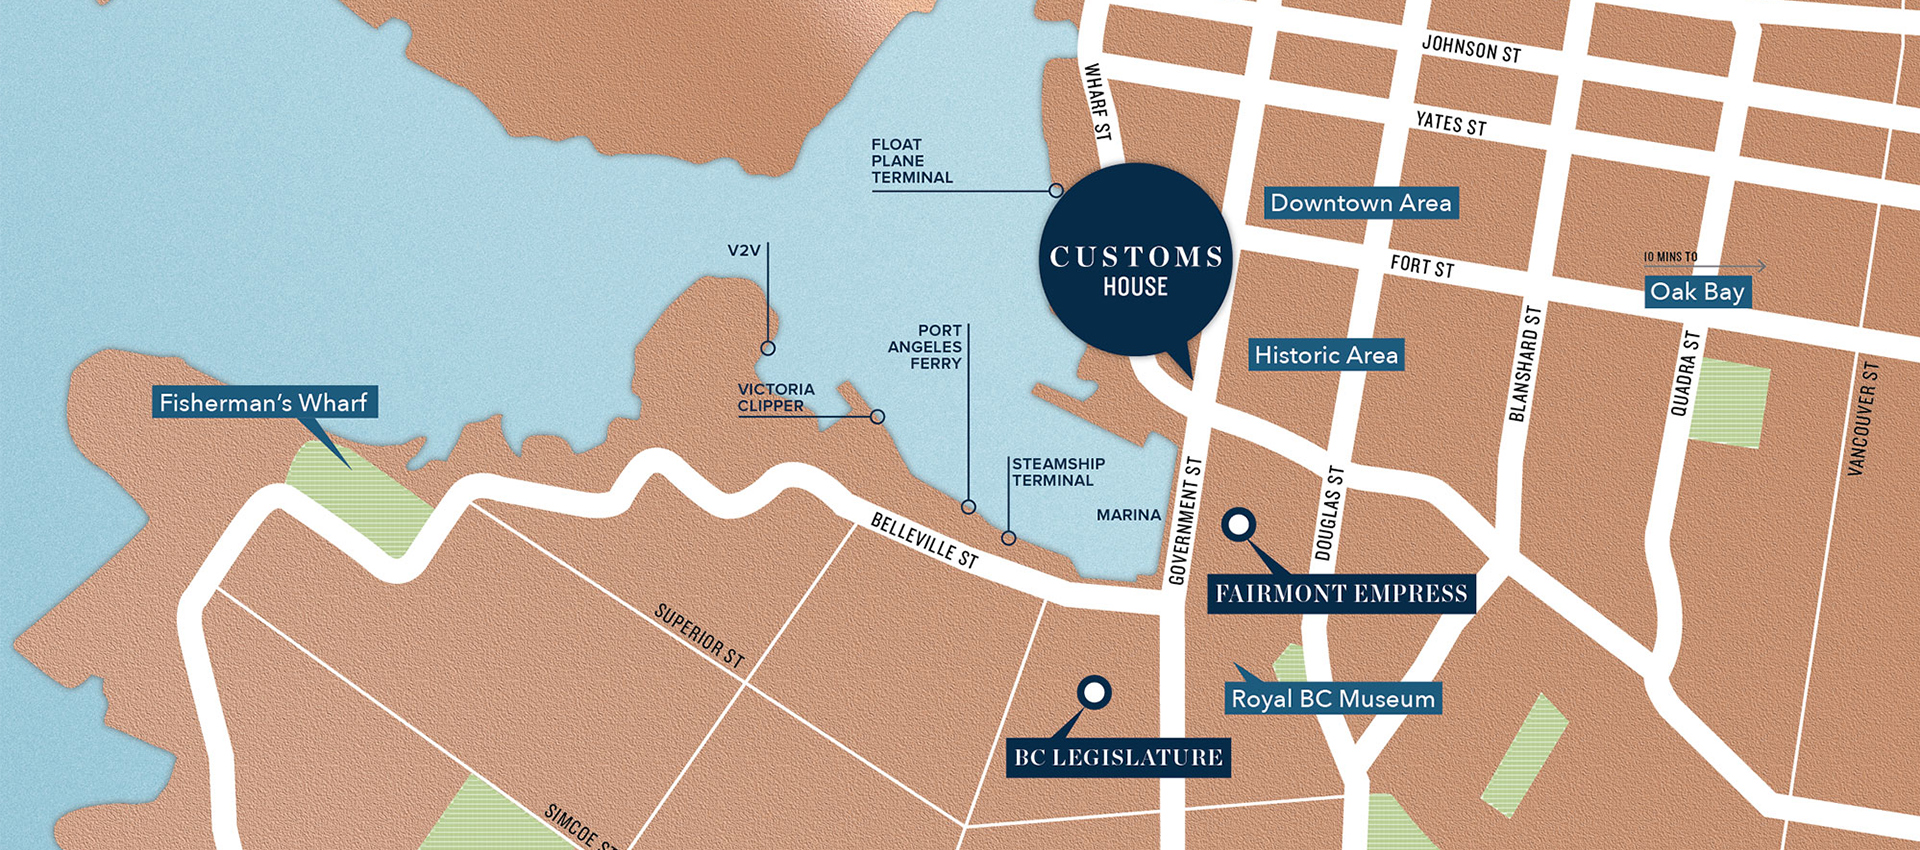 JOHNSON ST
WHARF ST
YATES ST
FLOAT
PLANE
TERMINAL
Downtown Area
V2V
CUSTOMS
HOUSE
FORT ST
10 MINS TO
Oak Bay
PORT
ANGELES
FERRY
Historic Area
BLANSHARD ST
QUADRA ST
VANCOUVER ST
Fisherman's Wharf
VICTORIA
CLIPPER
STEAMSHIP
TERMINAL
MARINA
GOVERNMENT ST
DOUGLAS ST
BELLEVILLE ST
FAIRMONT EMPRESS
SUPERIOR ST
Royal BC Museum
BC LEGISLATURE
SIMCOE ST